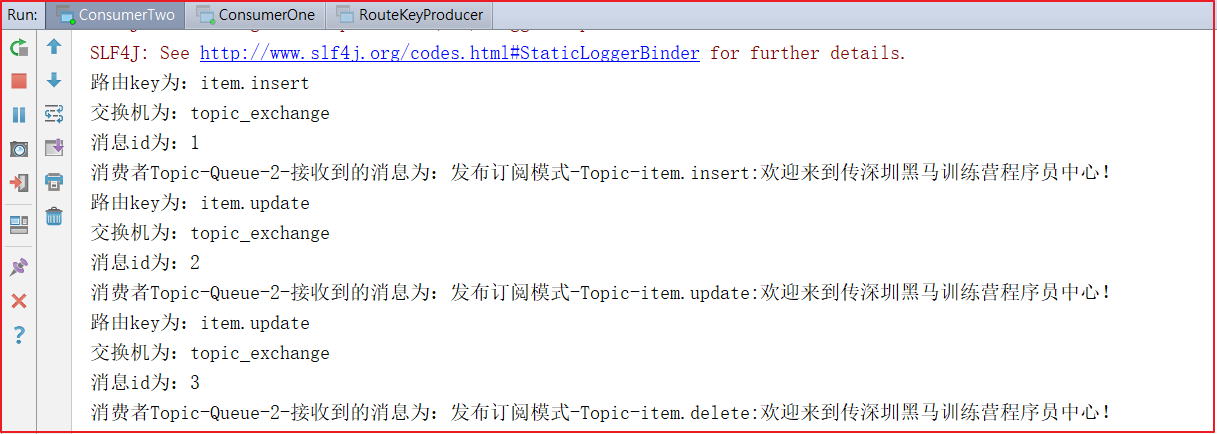 Run: ConsumerTwo ConsumerOne RouteKeyProducer
SLF4J: See http://www.slf4j.org/codes.html#StaticLoggerBinder for further details.
路由key为：item.insert
交换机为：topic_exchange
消息id为：1
消费者Topic-Queue-2-接收到的消息为：发布订阅模式-Topic-item.insert:欢迎来到传深圳黑马训练营程序员中心！
路由key为：item.update
交换机为：topic_exchange
消息id为：2
消费者Topic-Queue-2-接收到的消息为：发布订阅模式-Topic-item.update:欢迎来到传深圳黑马训练营程序员中心！
路由key为：item.update
交换机为：topic_exchange
消息id为：3
消费者Topic-Queue-2-接收到的消息为：发布订阅模式-Topic-item.delete:欢迎来到传深圳黑马训练营程序员中心！